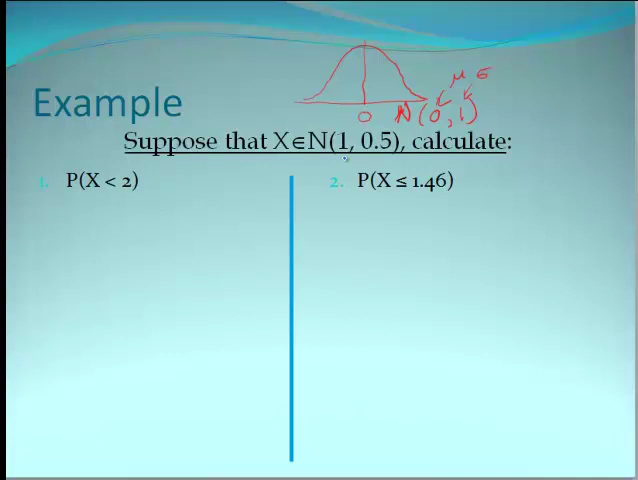 Example
μ σ
0 N(0, 1)
Suppose that X∈N(1, 0.5), calculate:
1. P(X < 2)
2. P(X ≤ 1.46)